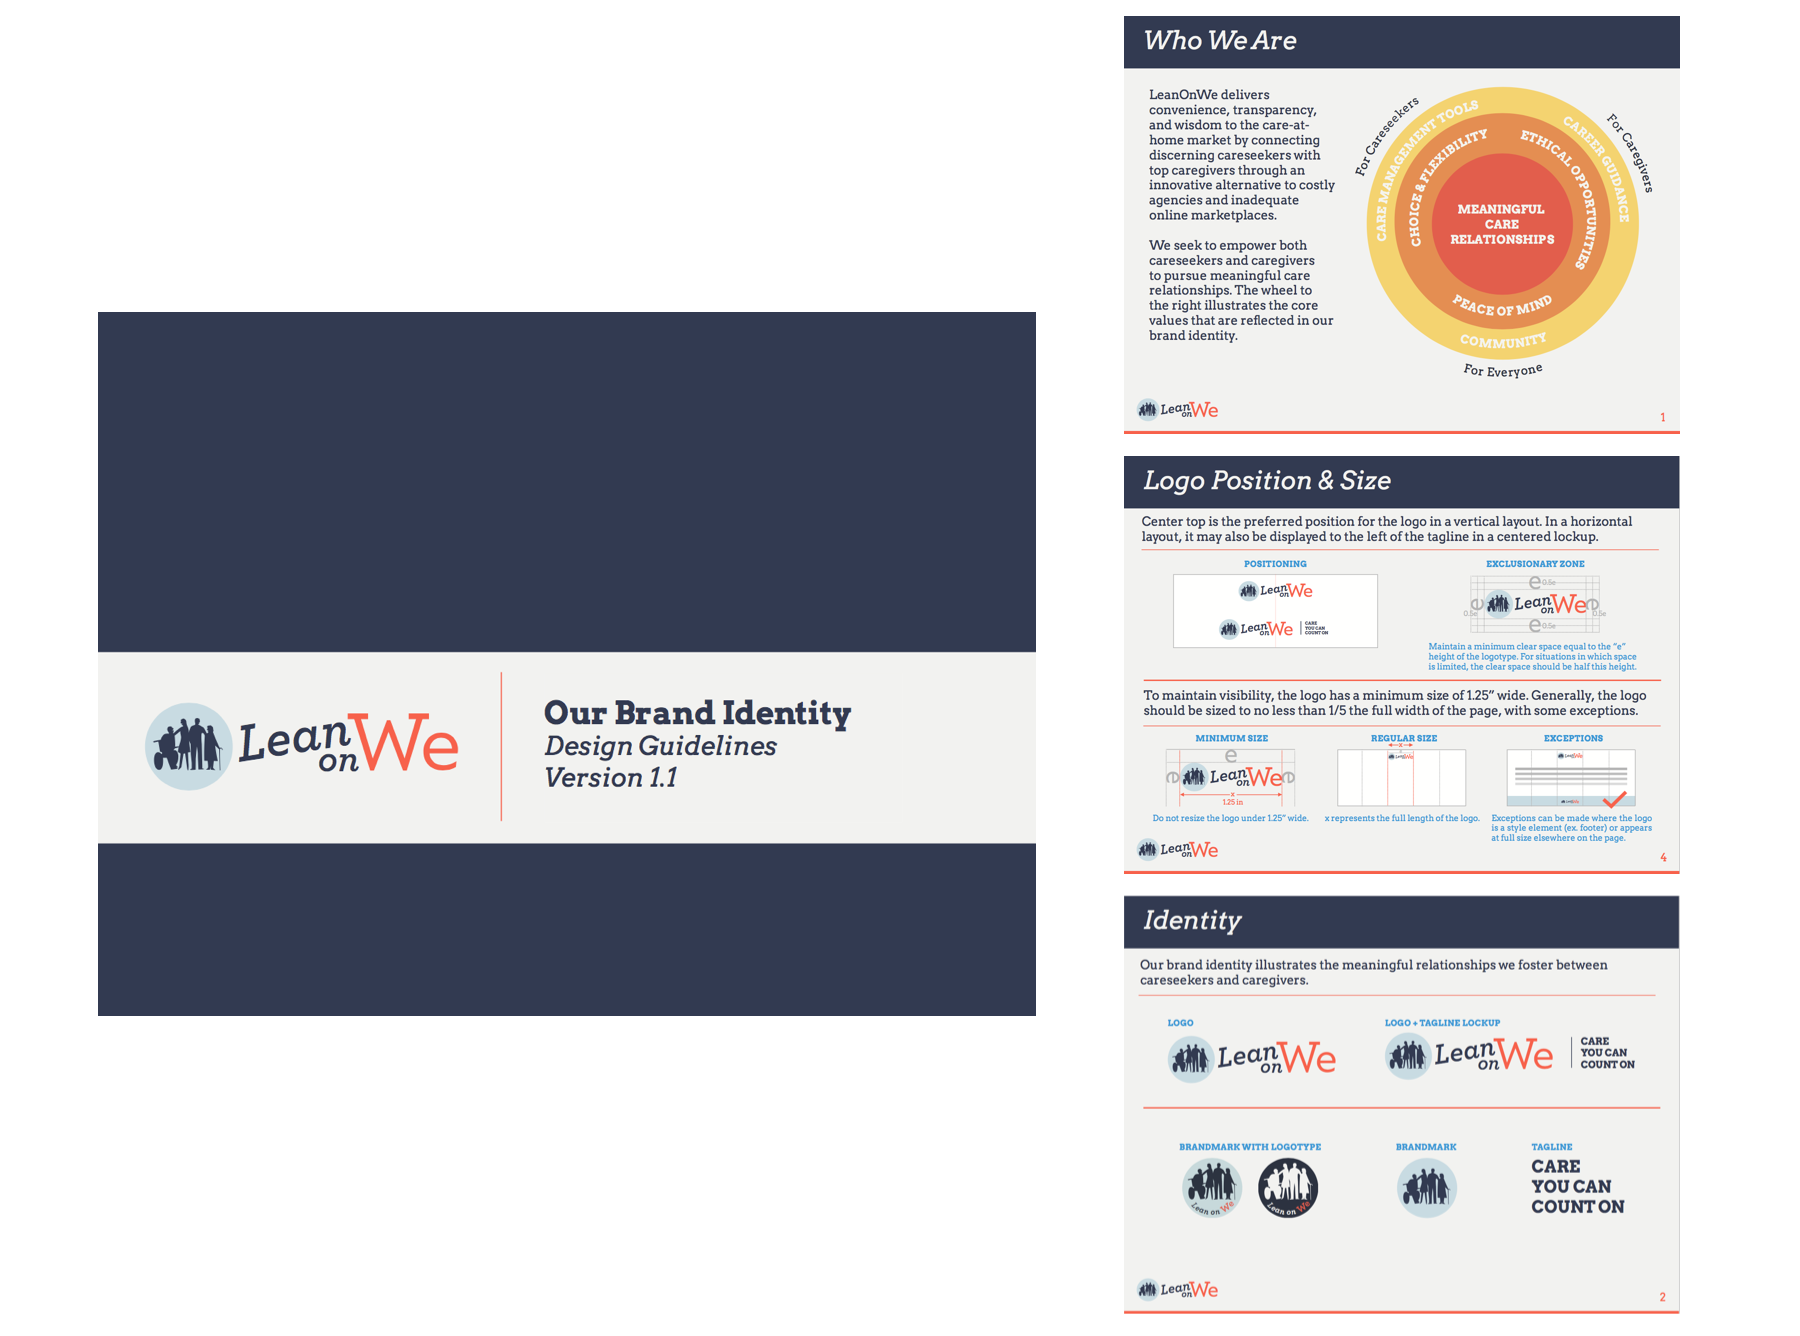 Lean on We
Our Brand Identity
Design Guidelines
Version 1.1
Who We Are
LeanOnWe delivers
convenience, transparency,
and wisdom to the care-at-
home market by connecting
discerning careseekers with
top caregivers through an
innovative alternative to costly
agencies and inadequate
online marketplaces.
We seek to empower both
careseekers and caregivers
to pursue meaningful care
relationships. The wheel to
the right illustrates the core
values that are reflected in our
brand identity.
For Careseekers
For Caregivers
CARE MANAGEMENT TOOLS
CAREER GUIDANCE
CHOICE & FLEXIBILITY
ETHICAL OPPORTUNITIES
MEANINGFUL
CARE
RELATIONSHIPS
PEACE OF MIND
COMMUNITY
For Everyone
Lean on We
1
Logo Position & Size
Center top is the preferred position for the logo in a vertical layout. In a horizontal
layout, it may also be displayed to the left of the tagline in a centered lockup.
POSITIONING
Lean on We
Lean on We
CARE
YOU CAN
COUNT ON
EXCLUSIONARY ZONE
e 0.5e
e
0.5e
Lean on We
e
0.5e
e 0.5e
Maintain a minimum clear space equal to the "e"
height of the logotype. For situations in which space
is limited, the clear space should be half this height.
To maintain visibility, the logo has a minimum size of 1.25" wide. Generally, the logo
should be sized to no less than 1/5 the full width of the page, with some exceptions.
MINIMUM SIZE
e
e
Lean on We
e
x
1.25 in
Do not resize the logo under 1.25" wide.
REGULAR SIZE
x
Lean on We
x represents the full length of the logo.
EXCEPTIONS
Lean on We
Lean on We
Exceptions can be made where the logo
is a style element (ex. footer) or appears
at full size elsewhere on the page.
Lean on We
4
Identity
Our brand identity illustrates the meaningful relationships we foster between
careseekers and caregivers.
LOGO
Lean on We
LOGO + TAGLINE LOCKUP
Lean on We
CARE
YOU CAN
COUNT ON
BRANDMARK WITH LOGOTYPE
Lean on We
Lean on We
BRANDMARK
TAGLINE
CARE
YOU CAN
COUNT ON
Lean on We
2